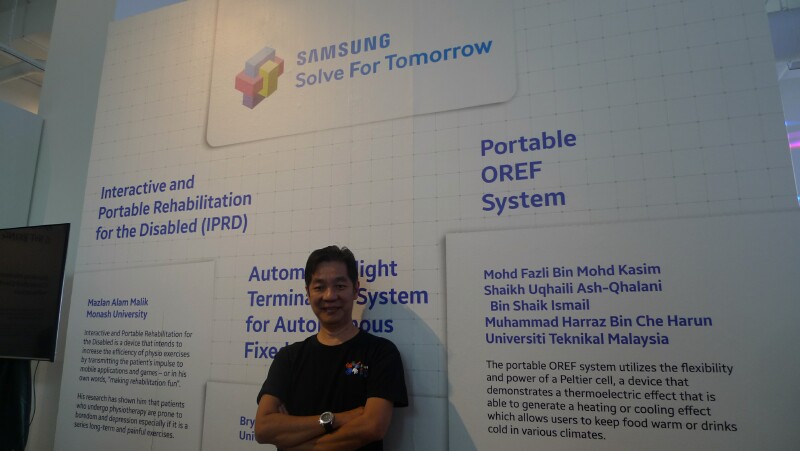 SAMSUNG
Solve For Tomorrow
Interactive and
Portable Rehabilitation
for the Disabled (IPRD)
Mazlan Alam Malik
Monash University
Interactive and Portable Rehabilitation for
the Disabled is a device that intends to
increase the efficiency of physio exercises
by transmitting the patient's impulse to
mobile applications and games – or in his
own words, "making rehabilitation fun".
His research has shown him that patients
who undergo physiotherapy are prone to
boredom and depression especially if it is a
series long-term and painful exercises.
System
for
Portable
OREF
System
Mohd Fazli Bin Mohd Kasim
Shaikh Uqhaili Ash-Qhalani
Bin Shaik Ismail
Muhammad Harraz Bin Che Harun
Universiti Teknikal Malaysia
The portable OREF system utilizes the flexibility
and power of a Peltier cell, a device that
demonstrates a thermoelectric effect that is
able to generate a heating or cooling effect
which allows users to keep food warm or drinks
cold in various climates.